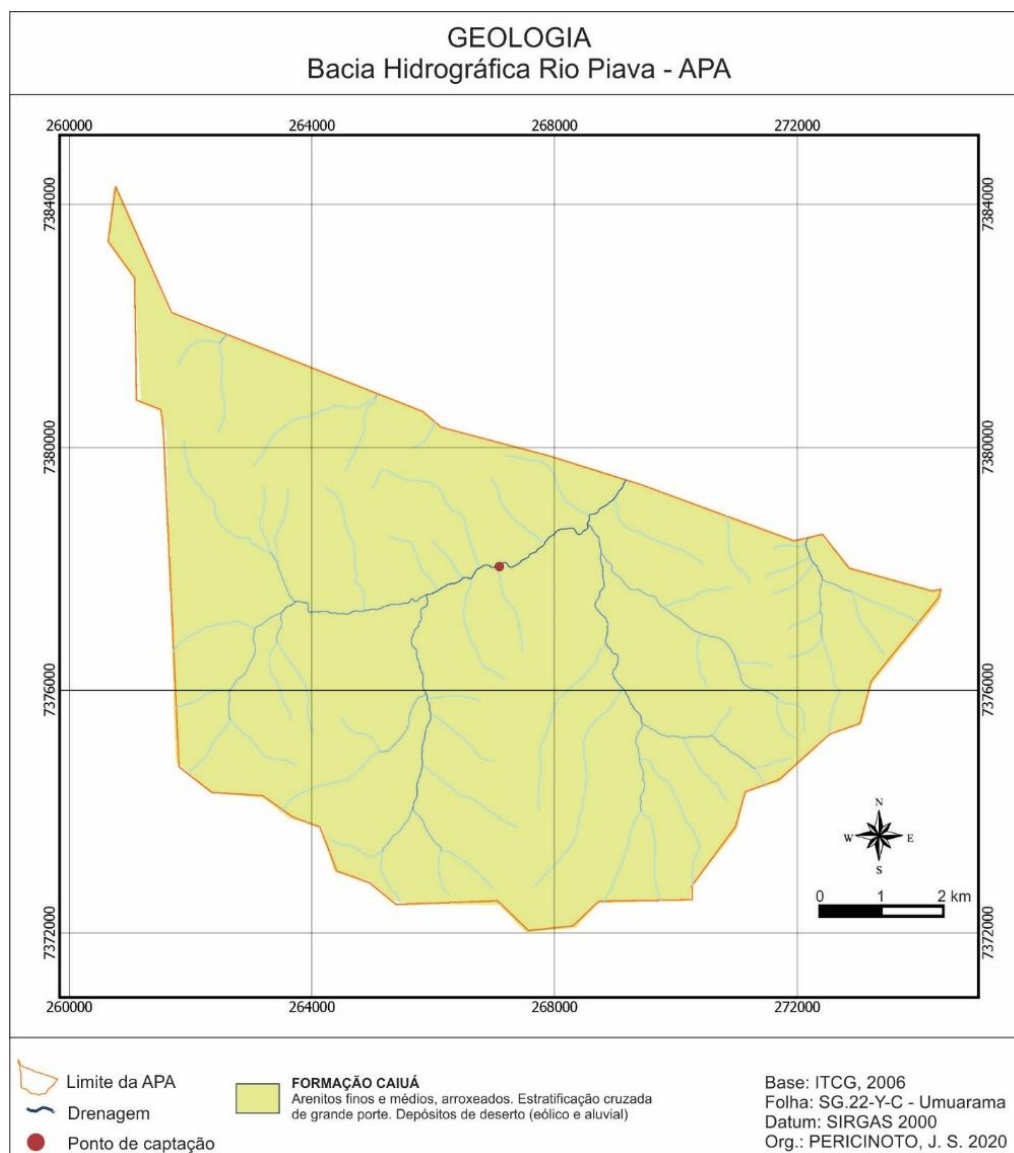 GEOLOGIA
Bacia Hidrográfica Rio Piava - APA
260000 264000 268000 272000
7384000 7384000
7380000 7380000
7376000 7376000
N
W E
S
0 1 2 km
7372000 7372000
260000 264000 268000 272000
Limite da APA
Drenagem
Ponto de captação
FORMAÇÃO CAIUÁ
Arenitos finos e médios, arroxeados. Estratificação cruzada
de grande porte. Depósitos de deserto (eólico e aluvial)
Base: ITCG, 2006
Folha: SG.22-Y-C - Umuarama
Datum: SIRGAS 2000
Org.: PERICINOTO, J. S. 2020